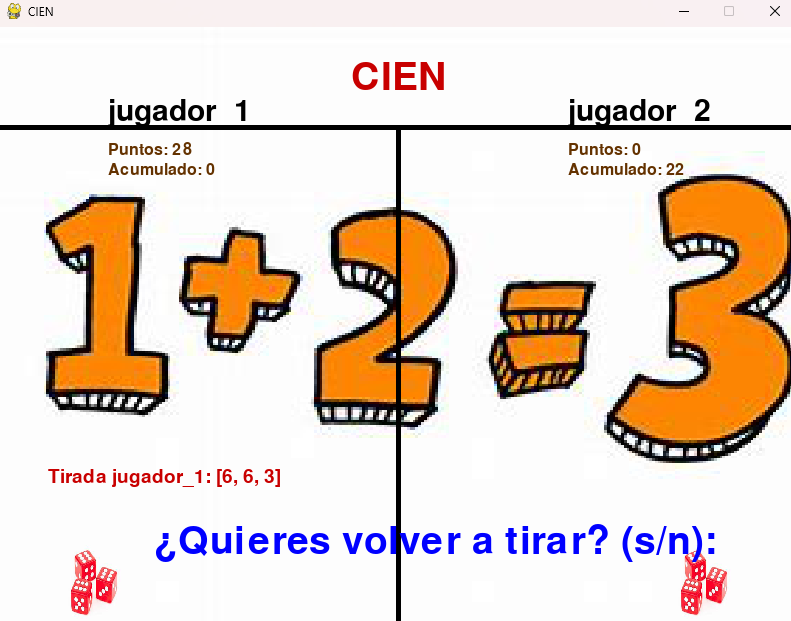 CIEN
CIEN
jugador 1
jugador 2
Puntos: 28
Acumulado: 0
Puntos: 0
Acumulado: 22
1+2=3
Tirada jugador_1: [6, 6, 3]
¿Quieres volver a tirar? (s/n):